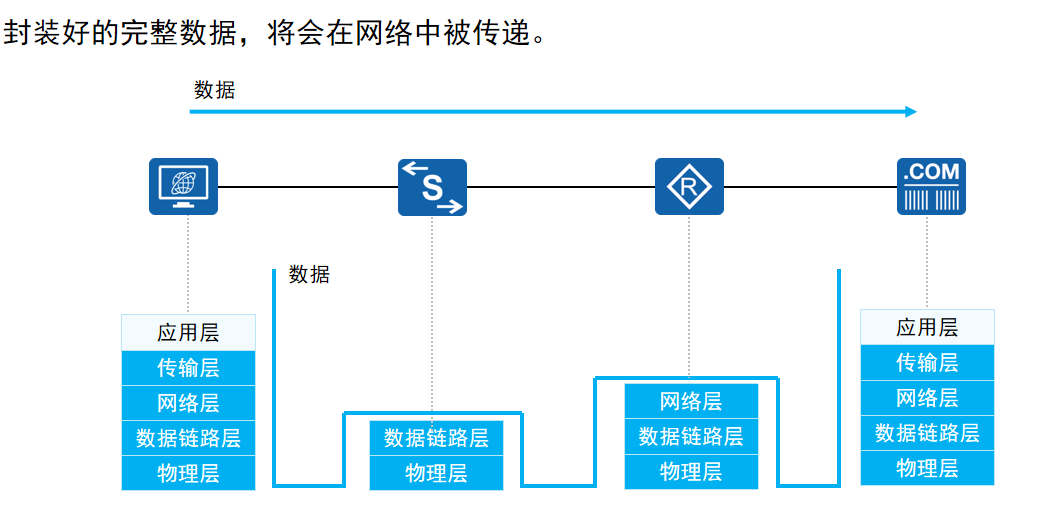 封装好的完整数据，将会在网络中被传递。
数据
S
R
.COM
数据
应用层
传输层
网络层
数据链路层
物理层
数据链路层
物理层
网络层
数据链路层
物理层
应用层
传输层
网络层
数据链路层
物理层